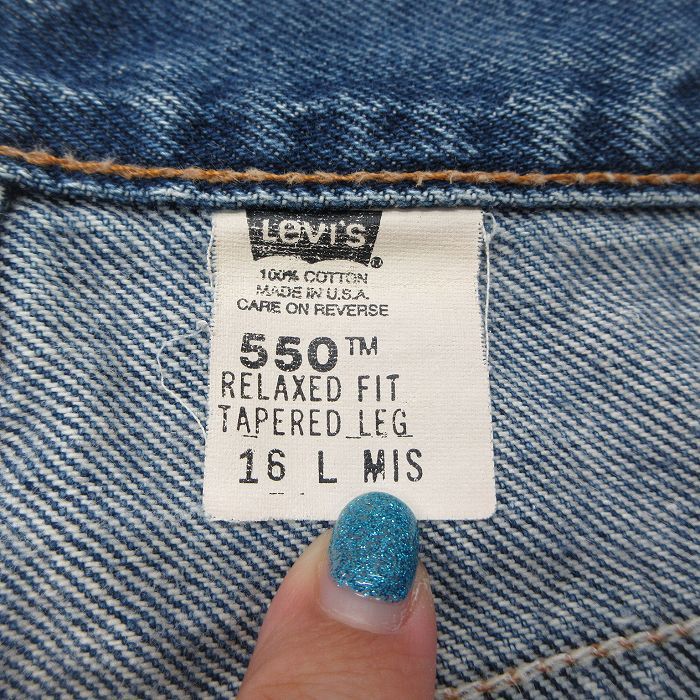 Levi's
®
100% COTTON
MADE IN U.S.A.
CARE ON REVERSE
550™
RELAXED FIT
TAPERED LEG
16 L MIS